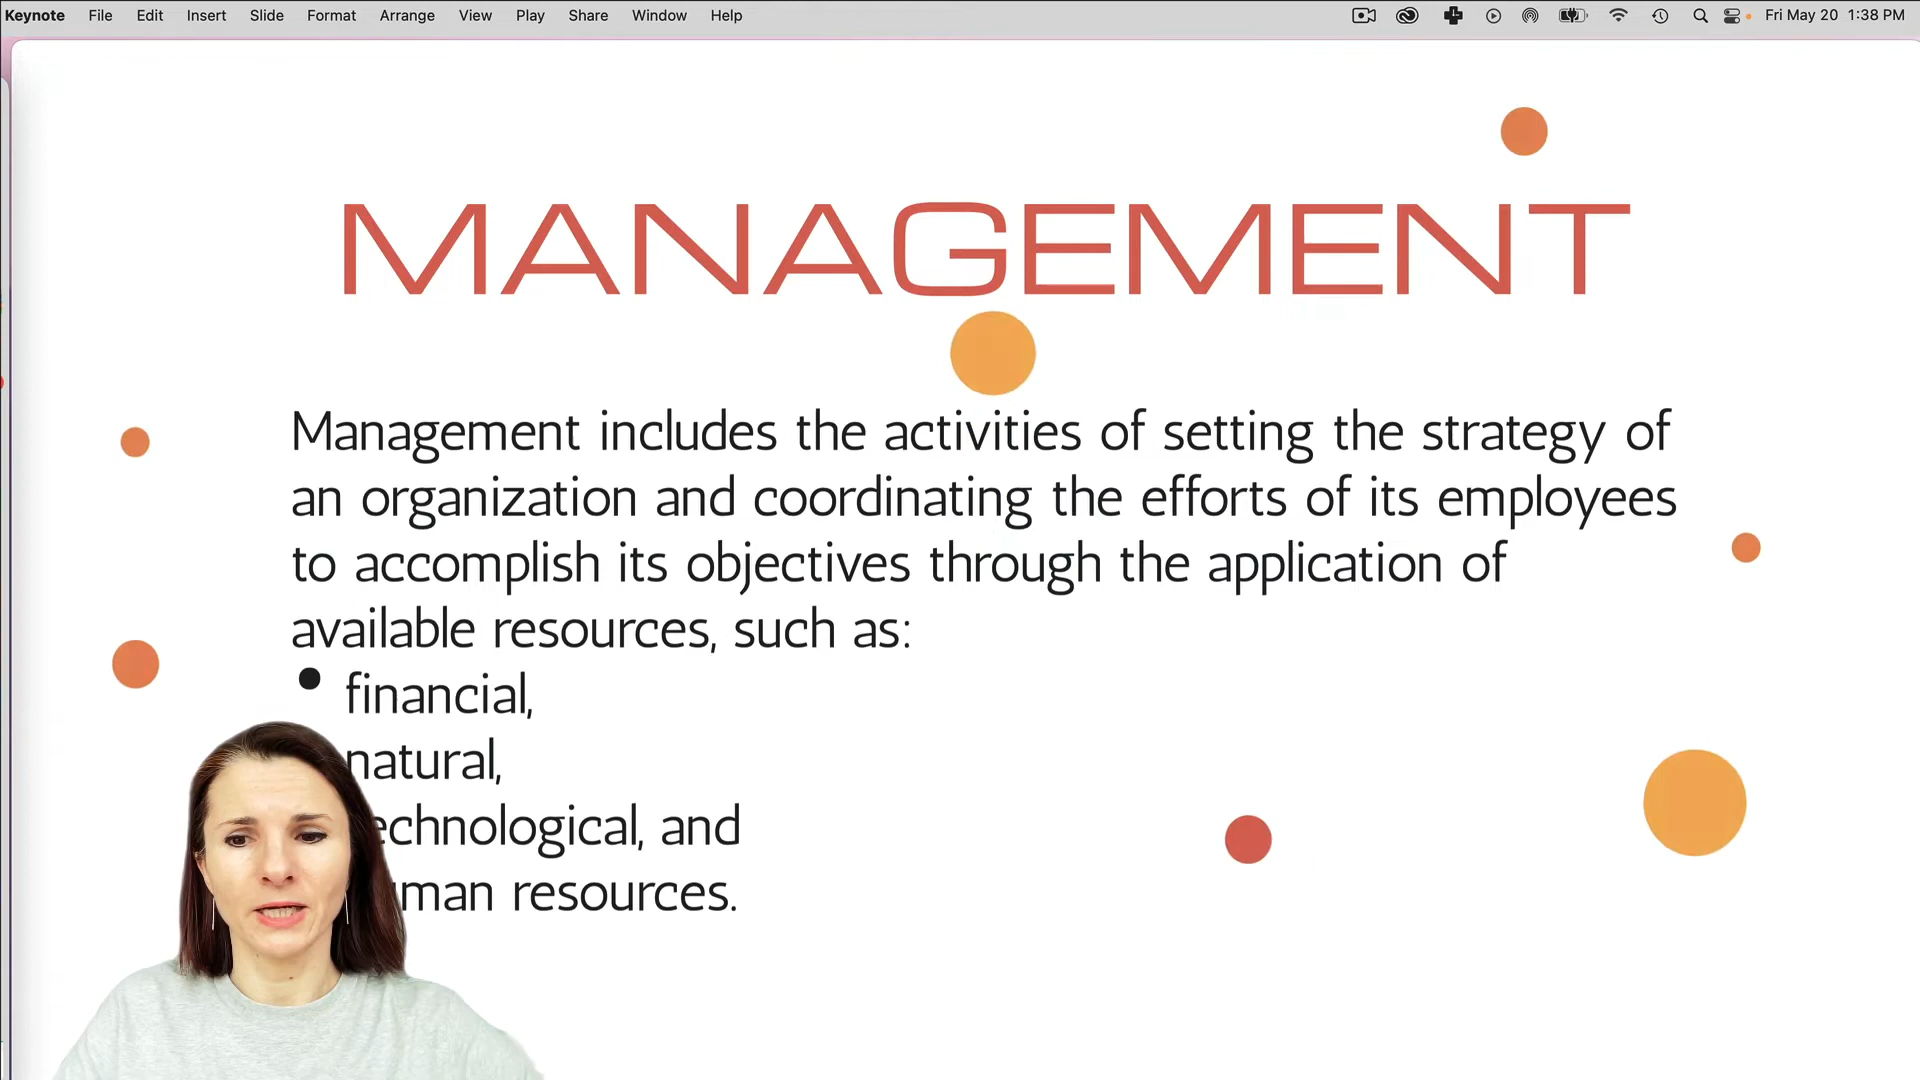 Keynote File Edit Insert Slide Format Arrange View Play Share Window Help Fri May 20 1:38 PM
MANAGEMENT
Management includes the activities of setting the strategy of
an organization and coordinating the efforts of its employees
to accomplish its objectives through the application of
available resources, such as:
• financial,
natural,
echnological, and
man resources.